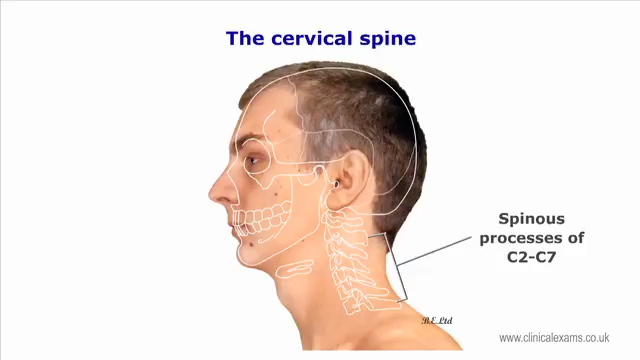 The cervical spine
Spinous
processes of
C2-C7
B.E.Ltd
www.clinicalexams.co.uk